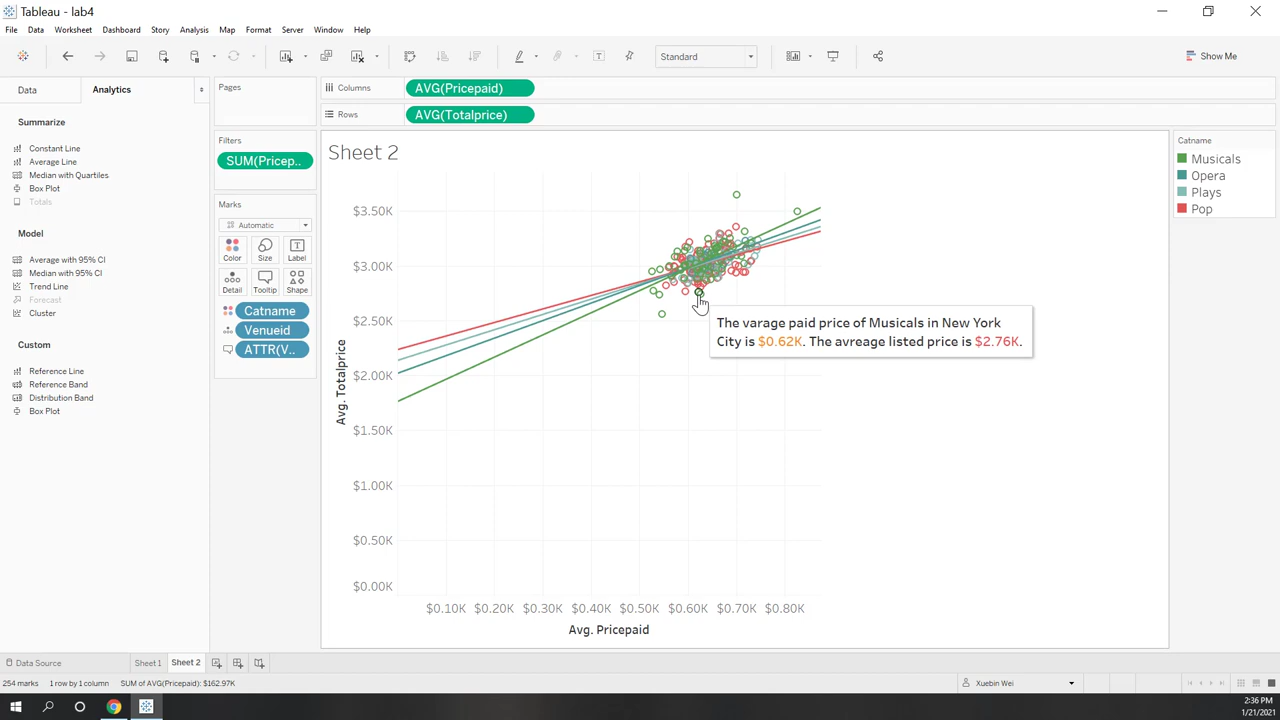 Tableau - lab4
File Data Worksheet Dashboard Story Analysis Map Format Server Window Help
Standard
Show Me
Data
Analytics
Summarize
Constant Line
Average Line
Median with Quartiles
Box Plot
Totals
Model
Average with 95% CI
Median with 95% CI
Trend Line
Forecast
Cluster
Custom
Reference Line
Reference Band
Distribution Band
Box Plot
Pages
Filters
SUM(Pricep..
Marks
Automatic
Color Size Label
Detail Tooltip Shape
Catname
Venueid
ATTR(V..
Columns AVG(Pricepaid)
Rows AVG(Totalprice)
Sheet 2
Avg. Totalprice
$3.50K
$3.00K
$2.50K
$2.00K
$1.50K
$1.00K
$0.50K
$0.00K
$0.10K $0.20K $0.30K $0.40K $0.50K $0.60K $0.70K $0.80K
Avg. Pricepaid
The varage paid price of Musicals in New York
City is $0.62K. The avreage listed price is $2.76K.
Catname
Musicals
Opera
Plays
Pop
Data Source
Sheet 1
Sheet 2
254 marks 1 row by 1 column SUM of AVG(Pricepaid): $162.97K
Xuebin Wei
2:36 PM
1/21/2021